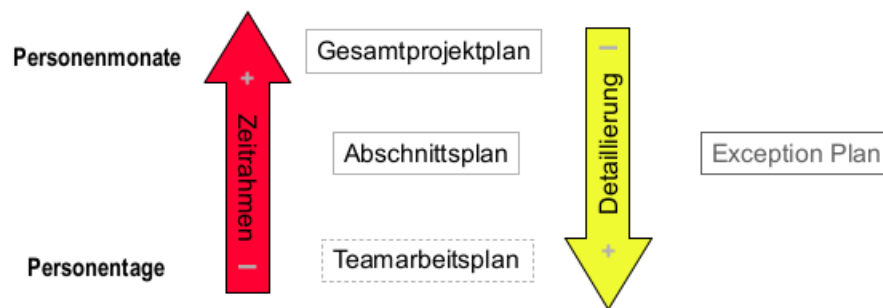 Personenmonate
Gesamtprojektplan
+
−
Zeitrahmen
Detaillierung
Abschnittsplan
Exception Plan
Personentage
−
Teamarbeitsplan
+